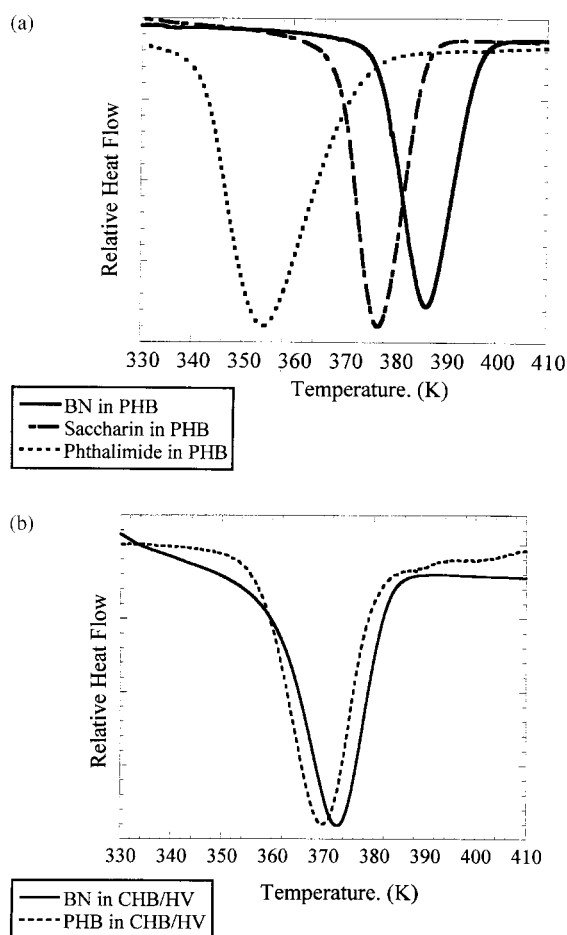 (a)
Relative Heat Flow
330 340 350 360 370 380 390 400 410
Temperature. (K)
BN in PHB
Saccharin in PHB
Phthalimide in PHB
(b)
Relative Heat Flow
330 340 350 360 370 380 390 400 410
Temperature. (K)
BN in CHB/HV
PHB in CHB/HV